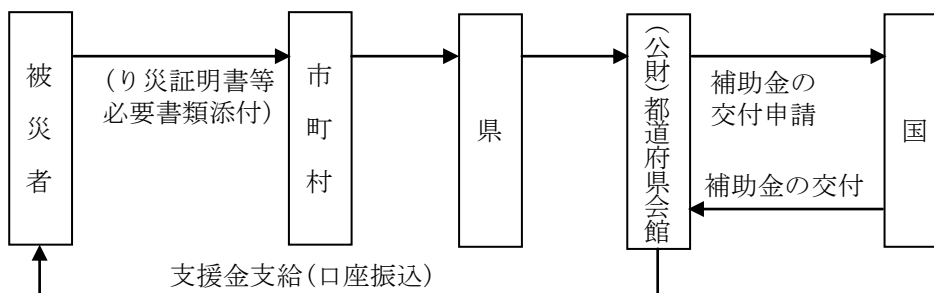 被災者
(り災証明書等
必要書類添付)
市町村
県
(公財)都道府県会館
補助金の
交付申請
補助金の交付
国
支援金支給(口座振込)